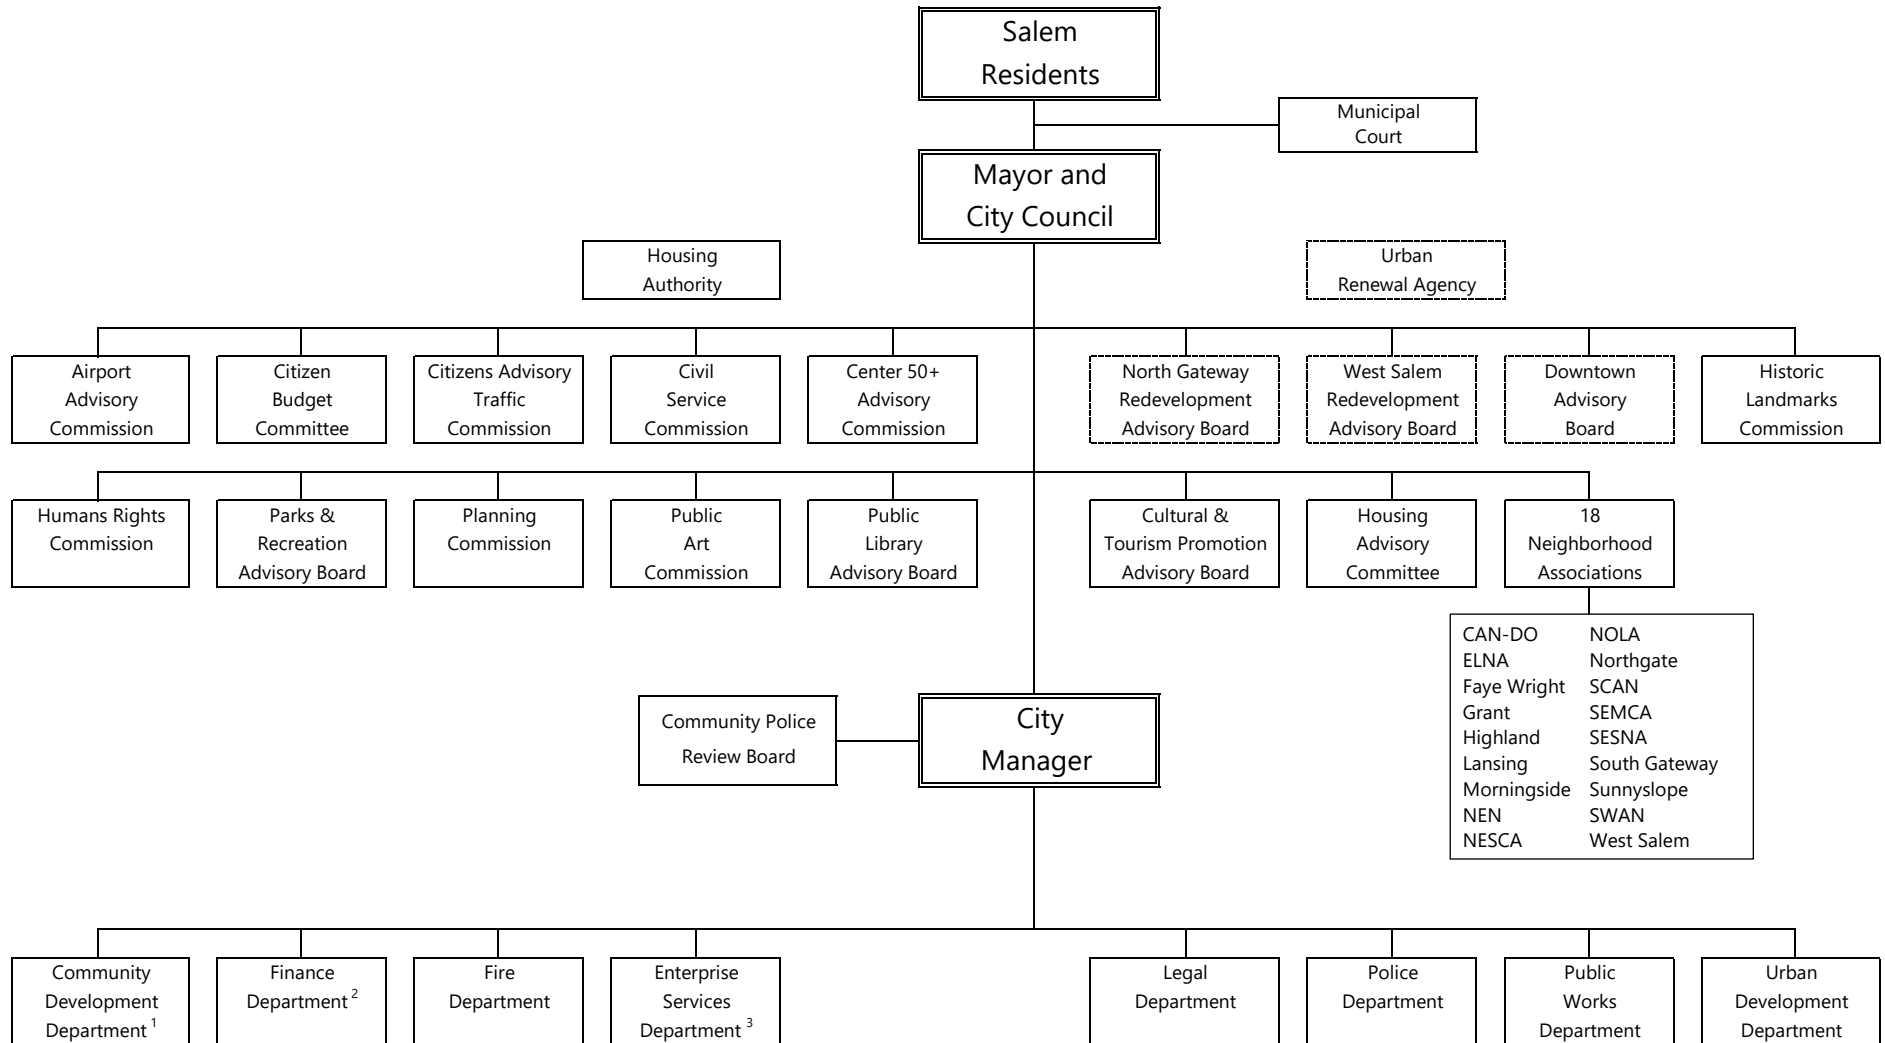 Salem
Residents
Municipal
Court
Mayor and
City Council
Housing
Authority
Urban
Renewal Agency
Airport
Advisory
Commission
Citizen
Budget
Committee
Citizens Advisory
Traffic
Commission
Civil
Service
Commission
Center 50+
Advisory
Commission
North Gateway
Redevelopment
Advisory Board
West Salem
Redevelopment
Advisory Board
Downtown
Advisory
Board
Historic
Landmarks
Commission
Humans Rights
Commission
Parks &
Recreation
Advisory Board
Planning
Commission
Public
Art
Commission
Public
Library
Advisory Board
Cultural &
Tourism Promotion
Advisory Board
Housing
Advisory
Committee
18
Neighborhood
Associations
CAN-DO
ELNA
Faye Wright
Grant
Highland
Lansing
Morningside
NEN
NESCA
NOLA
Northgate
SCAN
SEMCA
SESNA
South Gateway
Sunnyslope
SWAN
West Salem
Community Police
Review Board
City
Manager
Community
Development
Department 1
Finance
Department 2
Fire
Department
Enterprise
Services
Department 3
Legal
Department
Police
Department
Public
Works
Department
Urban
Development
Department